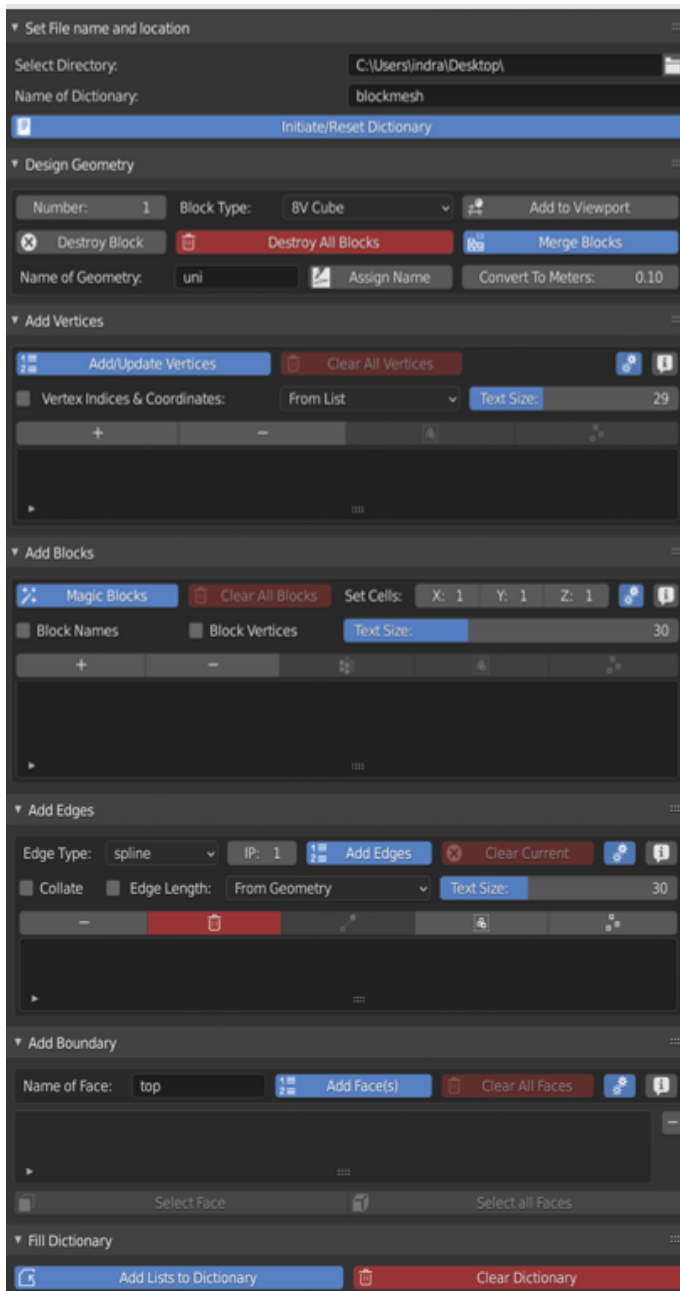 Set File name and location
Select Directory: C:\Users\indra\Desktop\
Name of Dictionary: blockmesh
Initiate/Reset Dictionary
Design Geometry
Number: 1 Block Type: 8V Cube Add to Viewport
Destroy Block Destroy All Blocks Merge Blocks
Name of Geometry: uni Assign Name Convert To Meters: 0.10
Add Vertices
Add/Update Vertices Clear All Vertices
Vertex Indices & Coordinates: From List Text Size: 29
+ −
Add Blocks
Magic Blocks Clear All Blocks Set Cells: X: 1 Y: 1 Z: 1
Block Names Block Vertices Text Size: 30
+ −
Add Edges
Edge Type: spline IP: 1 Add Edges Clear Current
Collate Edge Length: From Geometry Text Size: 30
−
Add Boundary
Name of Face: top Add Face(s) Clear All Faces
−
Select Face Select all Faces
Fill Dictionary
Add Lists to Dictionary Clear Dictionary